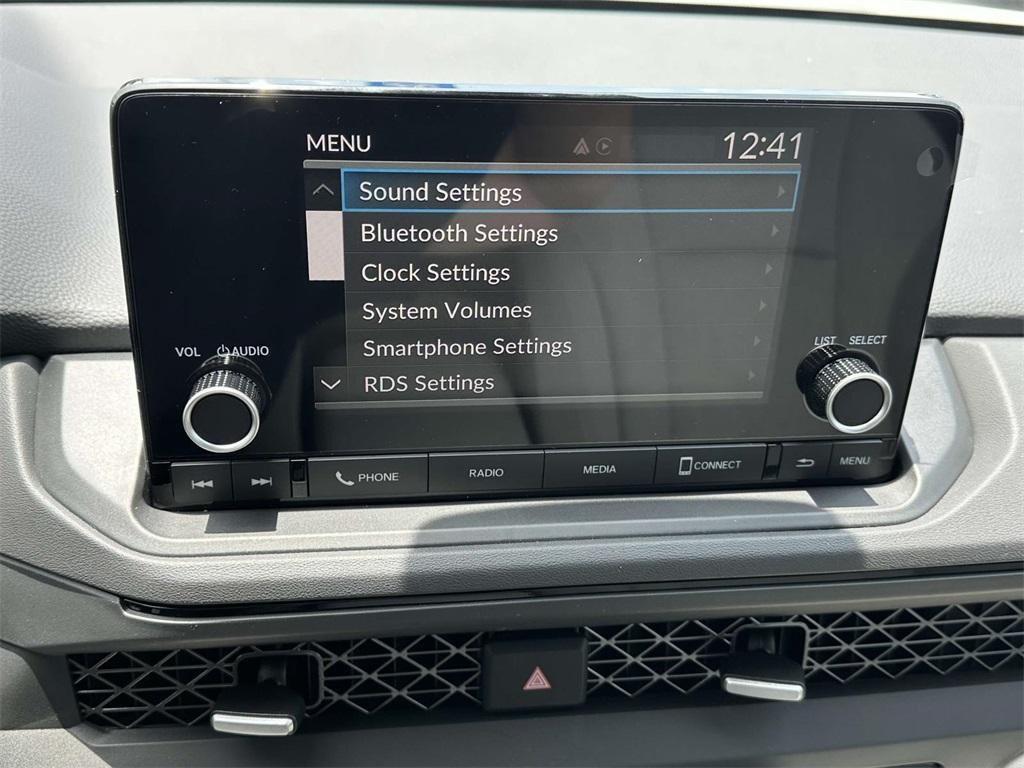 MENU 12:41
Sound Settings
Bluetooth Settings
Clock Settings
System Volumes
Smartphone Settings
RDS Settings
VOL AUDIO
LIST SELECT
PHONE RADIO MEDIA CONNECT MENU